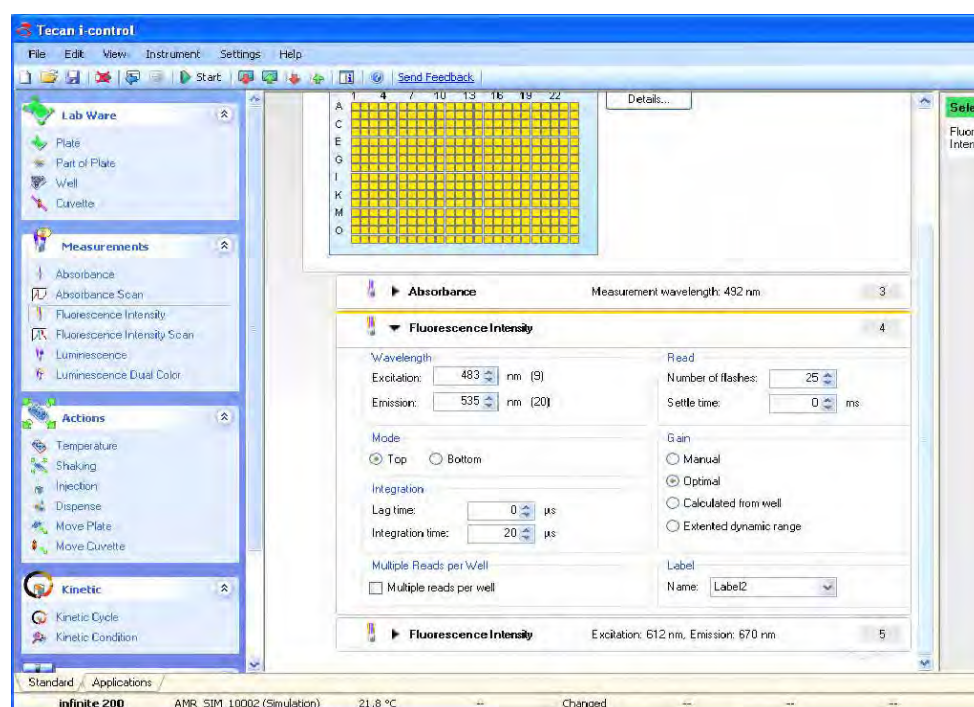 Tecan i-control
File Edit View Instrument Settings Help
Start Send Feedback
Lab Ware
Plate
Part of Plate
Well
Cuvette
Measurements
Absorbance
Absorbance Scan
Fluorescence Intensity
Fluorescence Intensity Scan
Luminescence
Luminescence Dual Color
Actions
Temperature
Shaking
Injection
Dispense
Move Plate
Move Cuvette
Kinetic
Kinetic Cycle
Kinetic Condition
1 4 7 10 13 16 19 22
A
C
E
G
I
K
M
O
Details...
Absorbance Measurement wavelength: 492 nm 3
Fluorescence Intensity 4
Wavelength
Excitation: 483 nm (9)
Emission: 535 nm (20)
Read
Number of flashes: 25
Settle time: 0 ms
Mode
Top Bottom
Gain
Manual
Optimal
Calculated from well
Extented dynamic range
Integration
Lag time: 0 µs
Integration time: 20 µs
Multiple Reads per Well
Multiple reads per well
Label
Name: Label2
Fluorescence Intensity Excitation: 612 nm, Emission: 670 nm 5
Sele
Fluor
Inten
Standard Applications
infinite 200 AMR_SIM_10002 (Simulation) 21.8 °C -- Changed -- -- --